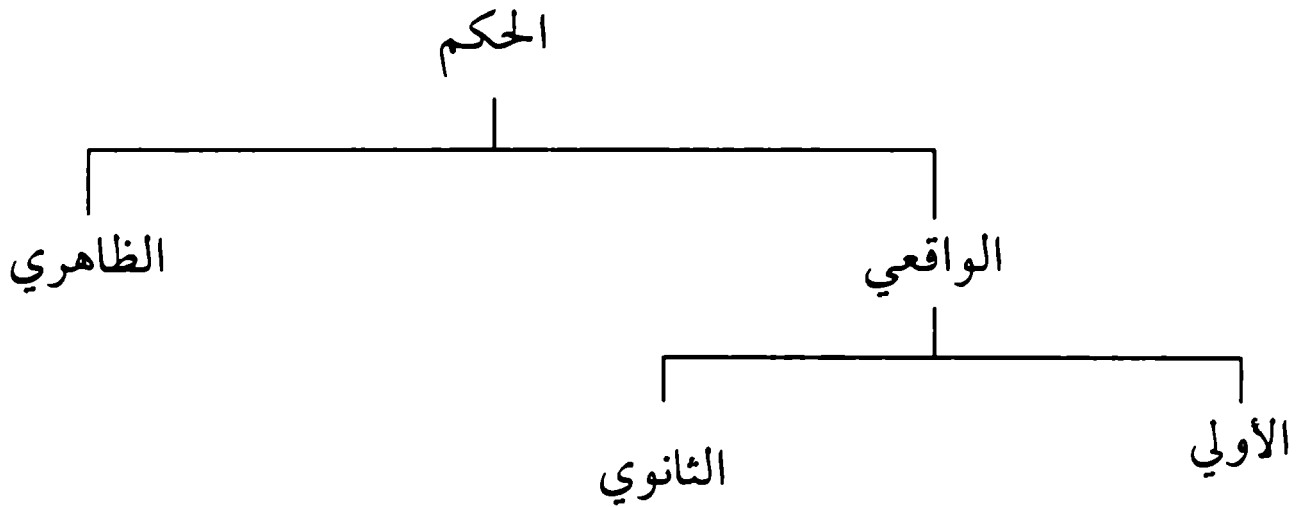 الحكم
الواقعي
الظاهري
الأولي
الثانوي